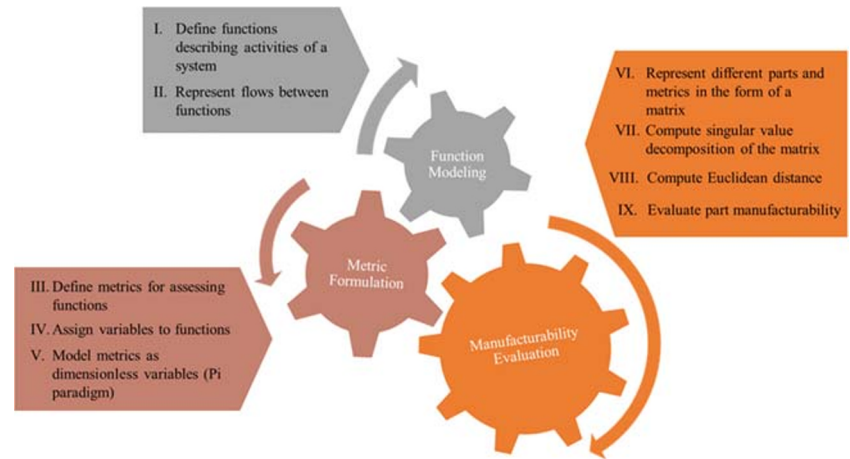 I. Define functions
describing activities of a
system
II. Represent flows between
functions
Function
Modeling
VI. Represent different parts and
metrics in the form of a
matrix
VII. Compute singular value
decomposition of the matrix
VIII. Compute Euclidean distance
IX. Evaluate part manufacturability
Metric
Formulation
III. Define metrics for assessing
functions
IV. Assign variables to functions
V. Model metrics as
dimensionless variables (Pi
paradigm)
Manufacturability
Evaluation